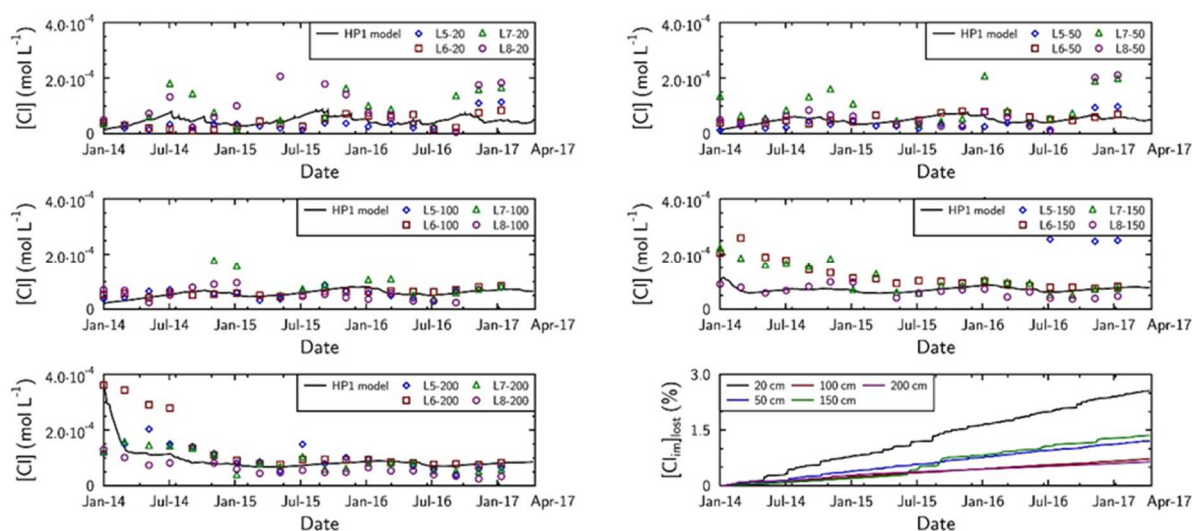 [Cl] (mol L⁻¹)
4.0·10⁻⁴
2.0·10⁻⁴
0
HP1 model L5-20 L7-20
L6-20 L8-20
Jan-14 Jul-14 Jan-15 Jul-15 Jan-16 Jul-16 Jan-17 Apr-17
Date
[Cl] (mol L⁻¹)
4.0·10⁻⁴
2.0·10⁻⁴
0
HP1 model L5-50 L7-50
L6-50 L8-50
Jan-14 Jul-14 Jan-15 Jul-15 Jan-16 Jul-16 Jan-17 Apr-17
Date
[Cl] (mol L⁻¹)
4.0·10⁻⁴
2.0·10⁻⁴
0
HP1 model L5-100 L7-100
L6-100 L8-100
Jan-14 Jul-14 Jan-15 Jul-15 Jan-16 Jul-16 Jan-17 Apr-17
Date
[Cl] (mol L⁻¹)
4.0·10⁻⁴
2.0·10⁻⁴
0
HP1 model L5-150 L7-150
L6-150 L8-150
Jan-14 Jul-14 Jan-15 Jul-15 Jan-16 Jul-16 Jan-17 Apr-17
Date
[Cl] (mol L⁻¹)
4.0·10⁻⁴
2.0·10⁻⁴
0
HP1 model L5-200 L7-200
L6-200 L8-200
Jan-14 Jul-14 Jan-15 Jul-15 Jan-16 Jul-16 Jan-17 Apr-17
Date
[Cl_im]_lost (%)
3.0
1.5
0
20 cm 100 cm 200 cm
50 cm 150 cm
Jan-14 Jul-14 Jan-15 Jul-15 Jan-16 Jul-16 Jan-17 Apr-17
Date